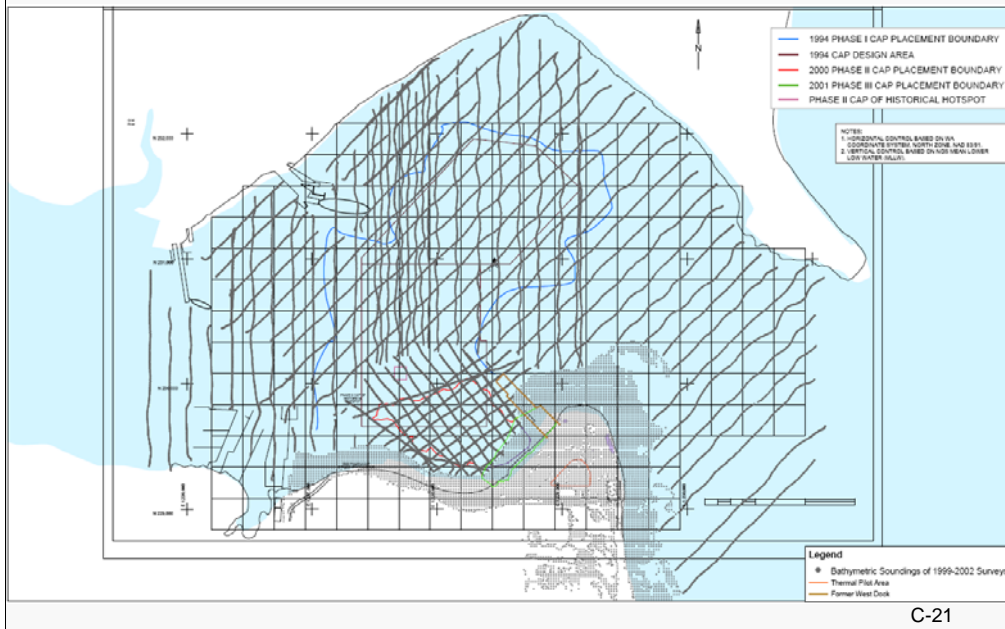 1994 PHASE I CAP PLACEMENT BOUNDARY
1994 CAP DESIGN AREA
2000 PHASE II CAP PLACEMENT BOUNDARY
2001 PHASE III CAP PLACEMENT BOUNDARY
PHASE II CAP OF HISTORICAL HOTSPOT
N
NOTES:
1. HORIZONTAL CONTROL BASED ON WA
COORDINATE SYSTEM, NORTH ZONE, NAD 83/91.
2. VERTICAL CONTROL BASED ON NOS MEAN LOWER
LOW WATER (MLLW).
Legend
Bathymetric Soundings of 1999-2002 Surveys
Thermal Pilot Area
Former West Dock
C-21